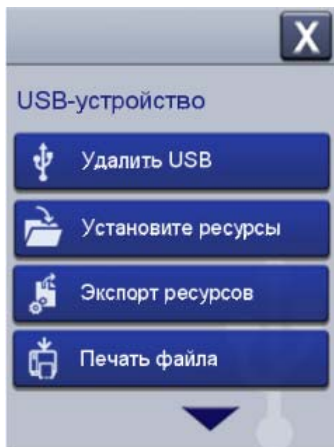 X
USB-устройство
Удалить USB
Установите ресурсы
Экспорт ресурсов
Печать файла